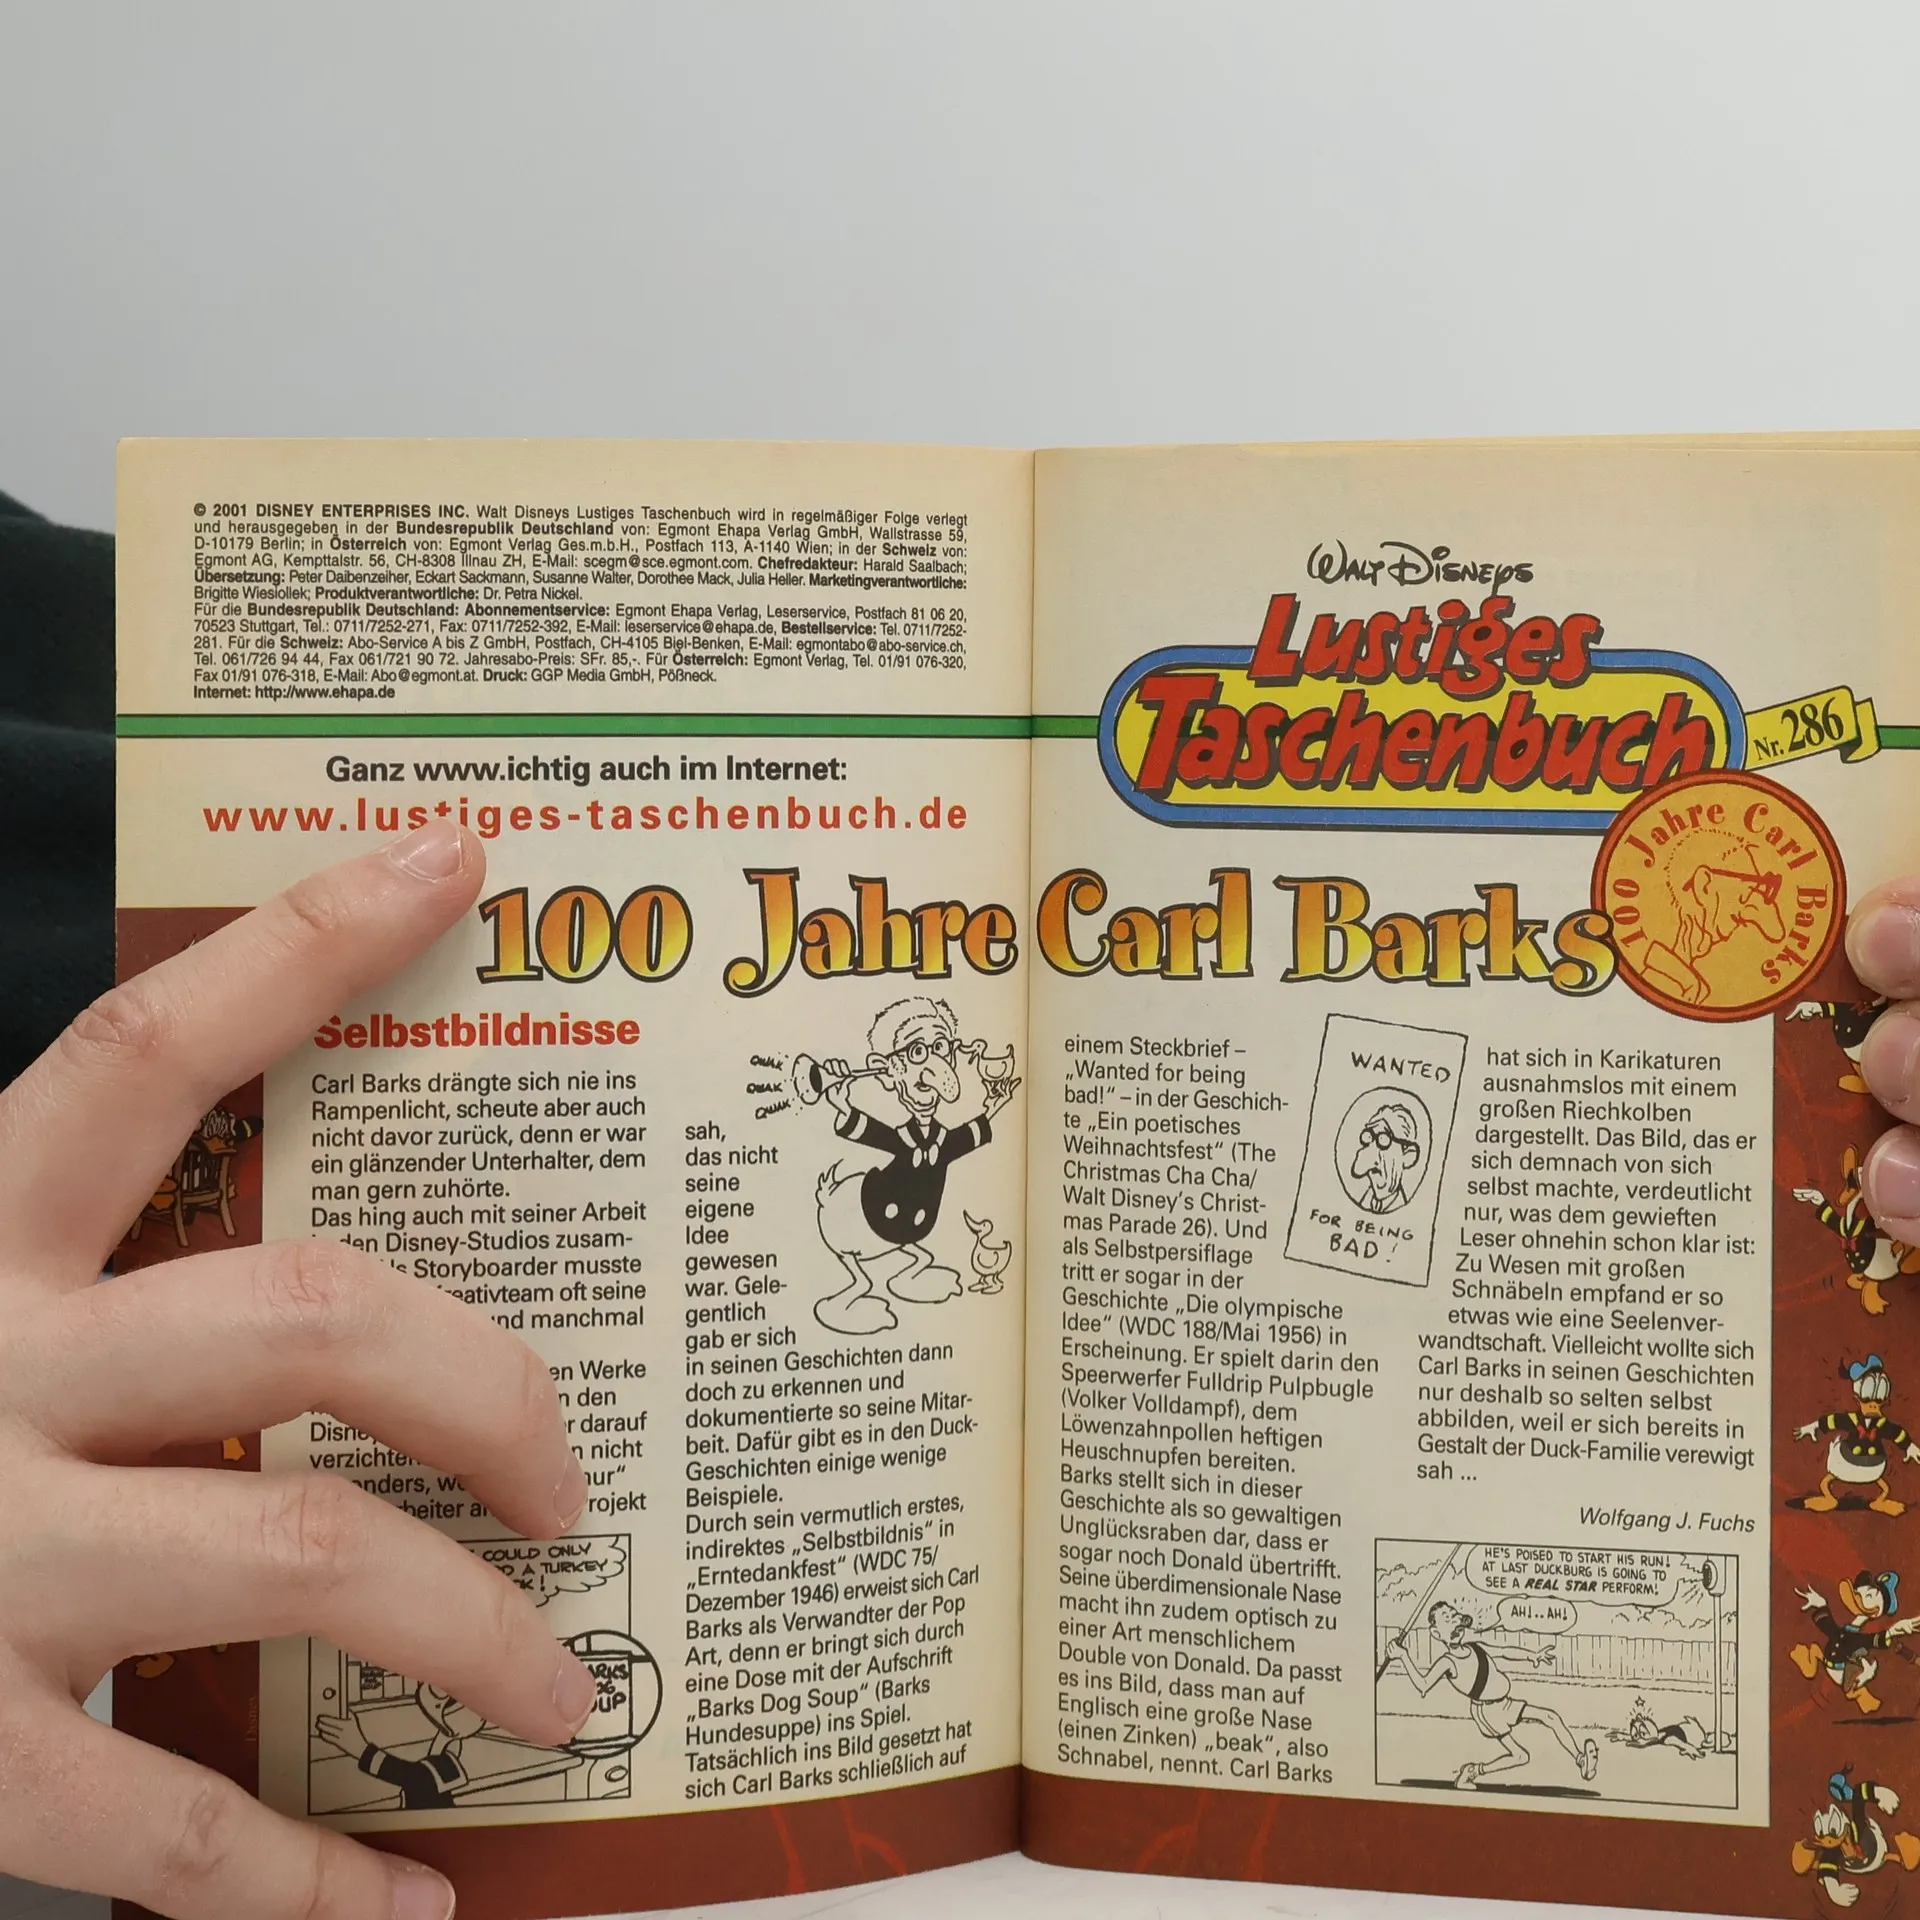 © 2001 DISNEY ENTERPRISES INC. Walt Disneys Lustiges Taschenbuch wird in regelmäßiger Folge verlegt
und herausgegeben in der Bundesrepublik Deutschland von: Egmont Ehapa Verlag GmbH, Wallstrasse 59,
D-10179 Berlin; in Österreich von: Egmont Verlag Ges.m.b.H., Postfach 113, A-1140 Wien; in der Schweiz von:
Egmont AG, Kempttalstr. 56, CH-8308 Illnau ZH, E-Mail: scegm@sce.egmont.com. Chefredakteur: Harald Saalbach;
Übersetzung: Peter Daibenzeiher, Eckart Sackmann, Susanne Walter, Dorothee Mack, Julia Heller. Marketingverantwortliche:
Brigitte Wiesiollek; Produktverantwortliche: Dr. Petra Nickel.
Für die Bundesrepublik Deutschland: Abonnementservice: Egmont Ehapa Verlag, Leserservice, Postfach 81 06 20,
70523 Stuttgart, Tel.: 0711/7252-271, Fax: 0711/7252-392, E-Mail: leserservice@ehapa.de, Bestellservice: Tel. 0711/7252-
281. Für die Schweiz: Abo-Service A bis Z GmbH, Postfach, CH-4105 Biel-Benken, E-Mail: egmontabo@abo-service.ch,
Tel. 061/726 94 44, Fax 061/721 90 72. Jahresabo-Preis: SFr. 85,-. Für Österreich: Egmont Verlag, Tel. 01/91 076-320,
Fax 01/91 076-318, E-Mail: Abo@egmont.at. Druck: GGP Media GmbH, Pößneck.
Internet: http://www.ehapa.de
Ganz www.ichtig auch im Internet:
www.lustiges-taschenbuch.de
Walt Disneys
Lustiges
Taschenbuch
Nr. 286
100 Jahre Carl Barks
100 Jahre Carl Barks
Selbstbildnisse
Carl Barks drängte sich nie ins
Rampenlicht, scheute aber auch
nicht davor zurück, denn er war
ein glänzender Unterhalter, dem
man gern zuhörte.
Das hing auch mit seiner Arbeit
den Disney-Studios zusam-
Storyboarder musste
oft seine
manchmal
Werke
den
darauf
verzichten
nicht
QUAK
QUAK
QUAK
sah,
das nicht
seine
eigene
Idee
gewesen
war. Gele-
gentlich
gab er sich
in seinen Geschichten dann
doch zu erkennen und
dokumentierte so seine Mitar-
beit. Dafür gibt es in den Duck-
Geschichten einige wenige
Beispiele.
Durch sein vermutlich erstes,
indirektes „Selbstbildnis“ in
„Erntedankfest“ (WDC 75/
Dezember 1946) erweist sich Carl
Barks als Verwandter der Pop
Art, denn er bringt sich durch
eine Dose mit der Aufschrift
„Barks Dog Soup“ (Barks
Hundesuppe) ins Spiel.
Tatsächlich ins Bild gesetzt hat
sich Carl Barks schließlich auf
COULD ONLY
A TURKEY
einem Steckbrief –
„Wanted for being
bad!“ – in der Geschich-
te „Ein poetisches
Weihnachtsfest“ (The
Christmas Cha Cha/
Walt Disney's Christ-
mas Parade 26). Und
als Selbstpersiflage
tritt er sogar in der
Geschichte „Die olympische
Idee“ (WDC 188/Mai 1956) in
Erscheinung. Er spielt darin den
Speerwerfer Fulldrip Pulpbugle
(Volker Volldampf), dem
Löwenzahnpollen heftigen
Heuschnupfen bereiten.
Barks stellt sich in dieser
Geschichte als so gewaltigen
Unglücksraben dar, dass er
sogar noch Donald übertrifft.
Seine überdimensionale Nase
macht ihn zudem optisch zu
einer Art menschlichem
Double von Donald. Da passt
es ins Bild, dass man auf
Englisch eine große Nase
(einen Zinken) „beak“, also
Schnabel, nennt. Carl Barks
WANTED
FOR BEING
BAD!
hat sich in Karikaturen
ausnahmslos mit einem
großen Riechkolben
dargestellt. Das Bild, das er
sich demnach von sich
selbst machte, verdeutlicht
nur, was dem gewieften
Leser ohnehin schon klar ist:
Zu Wesen mit großen
Schnäbeln empfand er so
etwas wie eine Seelenver-
wandtschaft. Vielleicht wollte sich
Carl Barks in seinen Geschichten
nur deshalb so selten selbst
abbilden, weil er sich bereits in
Gestalt der Duck-Familie verewigt
sah ...
Wolfgang J. Fuchs
HE'S POISED TO START HIS RUN!
AT LAST DUCKBURG IS GOING TO
SEE A REAL STAR PERFORM!
AH!..AH!